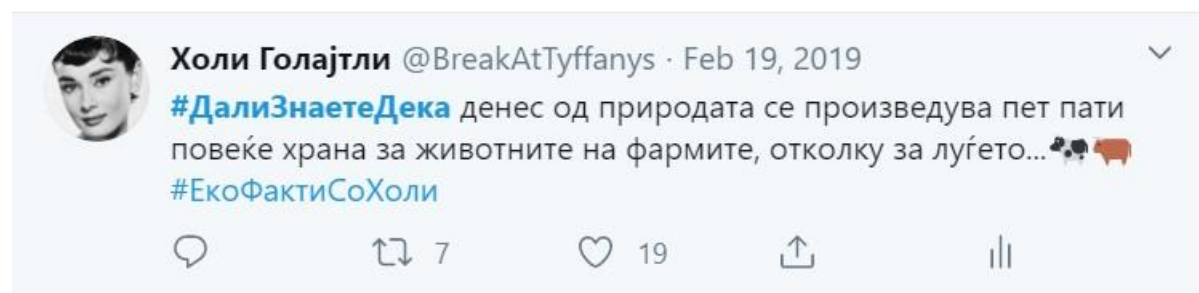 Холи Голајтли @BreakAtTyffanys · Feb 19, 2019
#ДалиЗнаетеДека денес од природата се произведува пет пати
повеќе храна за животните на фармите, отколку за луѓето...🐄🐂
#ЕкоФактиСоХоли
7 19